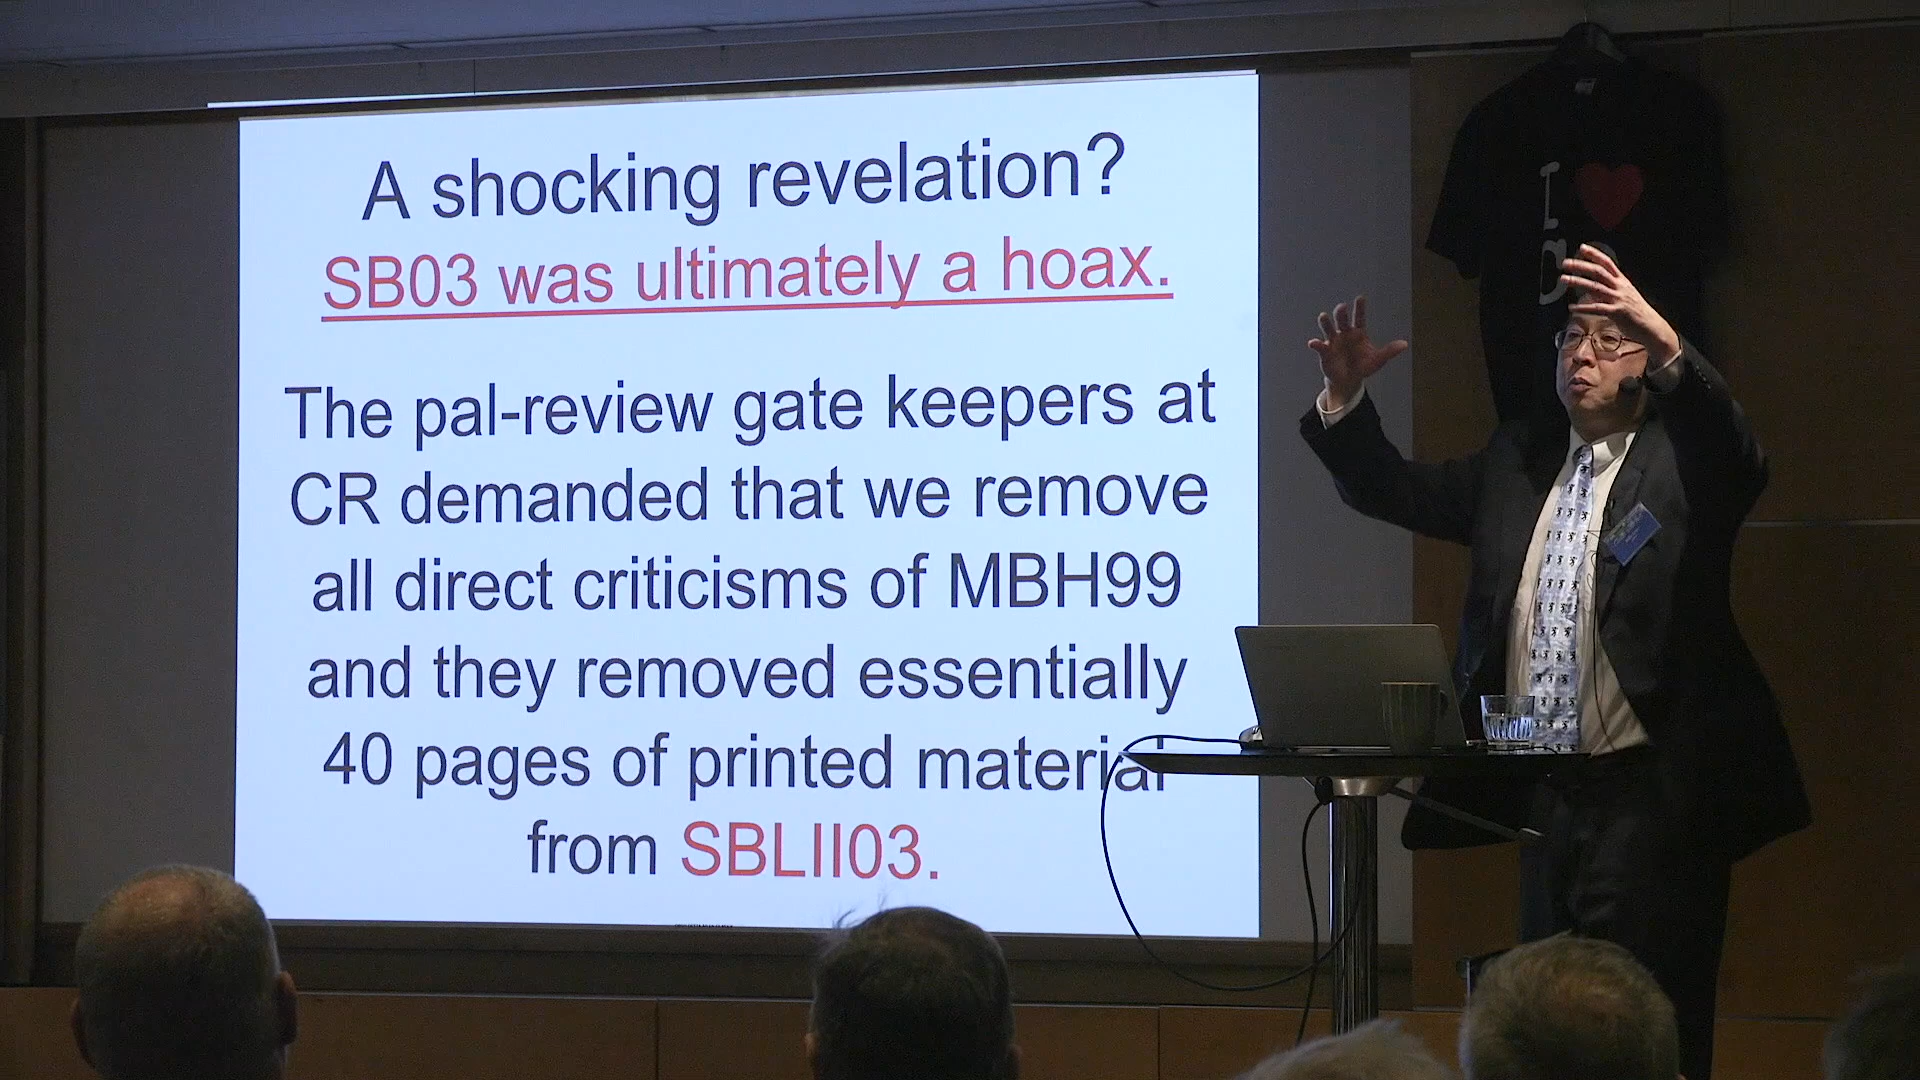 A shocking revelation?
SB03 was ultimately a hoax.
The pal-review gate keepers at
CR demanded that we remove
all direct criticisms of MBH99
and they removed essentially
40 pages of printed material
from SBLII03.
I